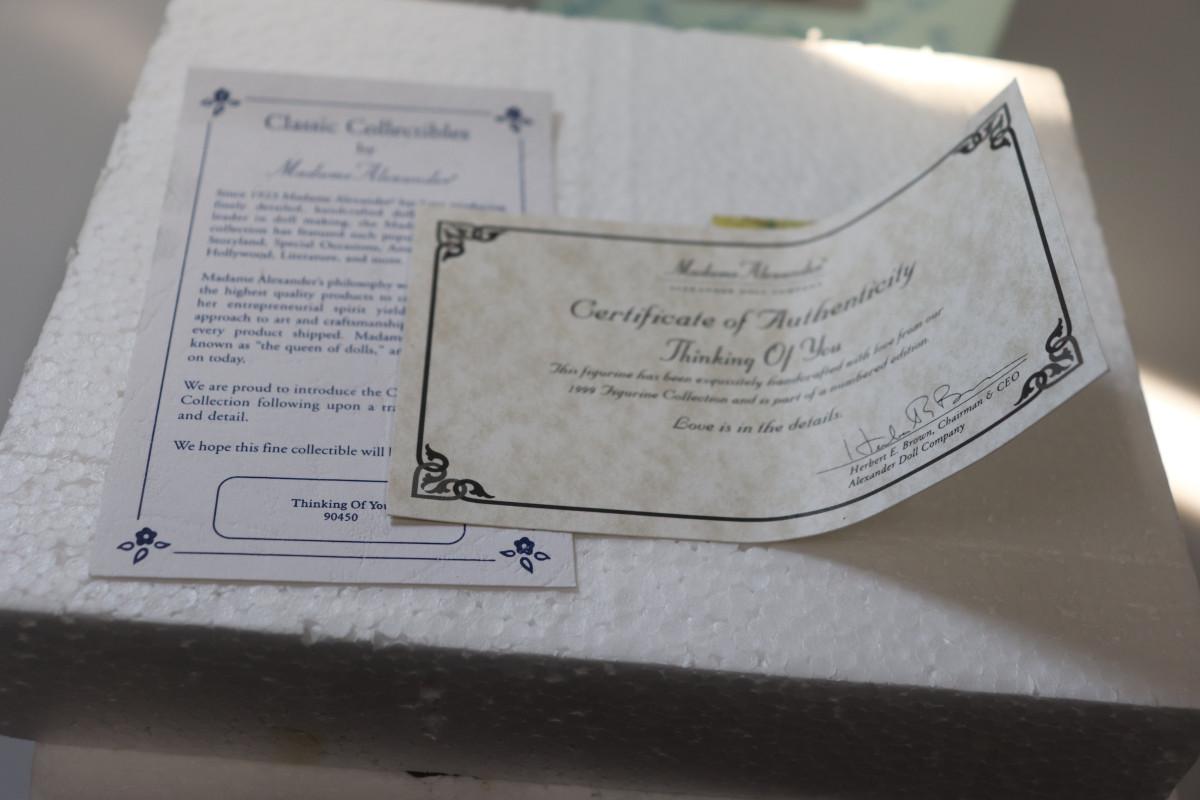 Classic Collectibles
by
Madame Alexander®
Since 1923 Madame Alexander® has
finely detailed, handcrafted
leader in doll making, the
collection has featured such
Storyland, Special Occasions,
Hollywood, Literature, and more.
Madame Alexander's philosophy
the highest quality products to
her entrepreneurial spirit
approach to art and craftsmanship
every product shipped.
known as "the queen of dolls,"
on today.
We are proud to introduce the
Collection following upon a
and detail.
We hope this fine collectible will
Thinking Of You
90450
Madame Alexander®
ALEXANDER DOLL COMPANY
Certificate of Authenticity
Thinking Of You
This figurine has been exquisitely handcrafted with love from our
1999 Figurine Collection and is part of a numbered edition.
Love is in the details.
Herbert E. Brown, Chairman & CEO
Alexander Doll Company